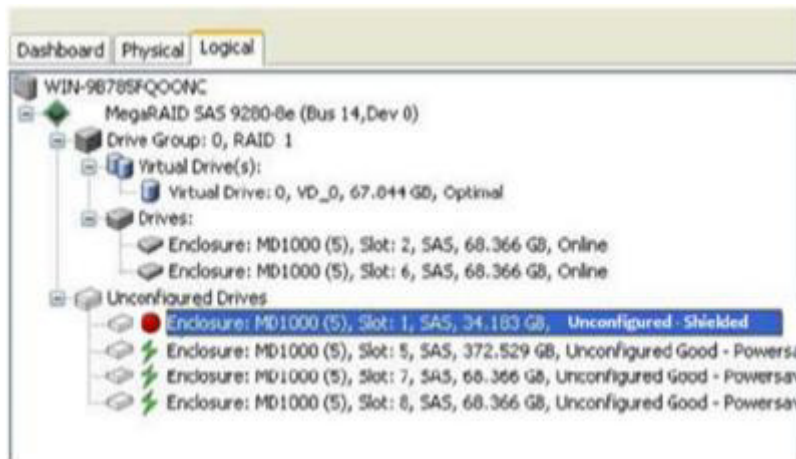 Dashboard Physical Logical
WIN-9B785FQOONC
MegaRAID SAS 9280-8e (Bus 14,Dev 0)
Drive Group: 0, RAID 1
Virtual Drive(s):
Virtual Drive: 0, VD_0, 67.844 GB, Optimal
Drives:
Enclosure: MD1000 (5), Slot: 2, SAS, 68.366 GB, Online
Enclosure: MD1000 (5), Slot: 6, SAS, 68.366 GB, Online
Unconfigured Drives
Enclosure: MD1000 (5), Slot: 1, SAS, 34.183 GB, Unconfigured - Shielded
Enclosure: MD1000 (5), Slot: 5, SAS, 372.529 GB, Unconfigured Good - Powersa
Enclosure: MD1000 (5), Slot: 7, SAS, 68.366 GB, Unconfigured Good - Powersav
Enclosure: MD1000 (5), Slot: 8, SAS, 68.366 GB, Unconfigured Good - Powersav